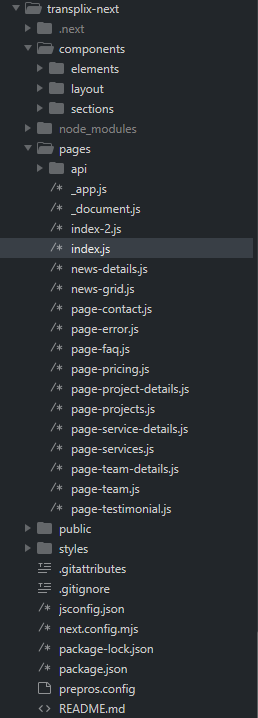 transplix-next
.next
components
elements
layout
sections
node_modules
pages
api
_app.js
_document.js
index-2.js
index.js
news-details.js
news-grid.js
page-contact.js
page-error.js
page-faq.js
page-pricing.js
page-project-details.js
page-projects.js
page-service-details.js
page-services.js
page-team-details.js
page-team.js
page-testimonial.js
public
styles
.gitattributes
.gitignore
jsconfig.json
next.config.mjs
package-lock.json
package.json
prepros.config
README.md